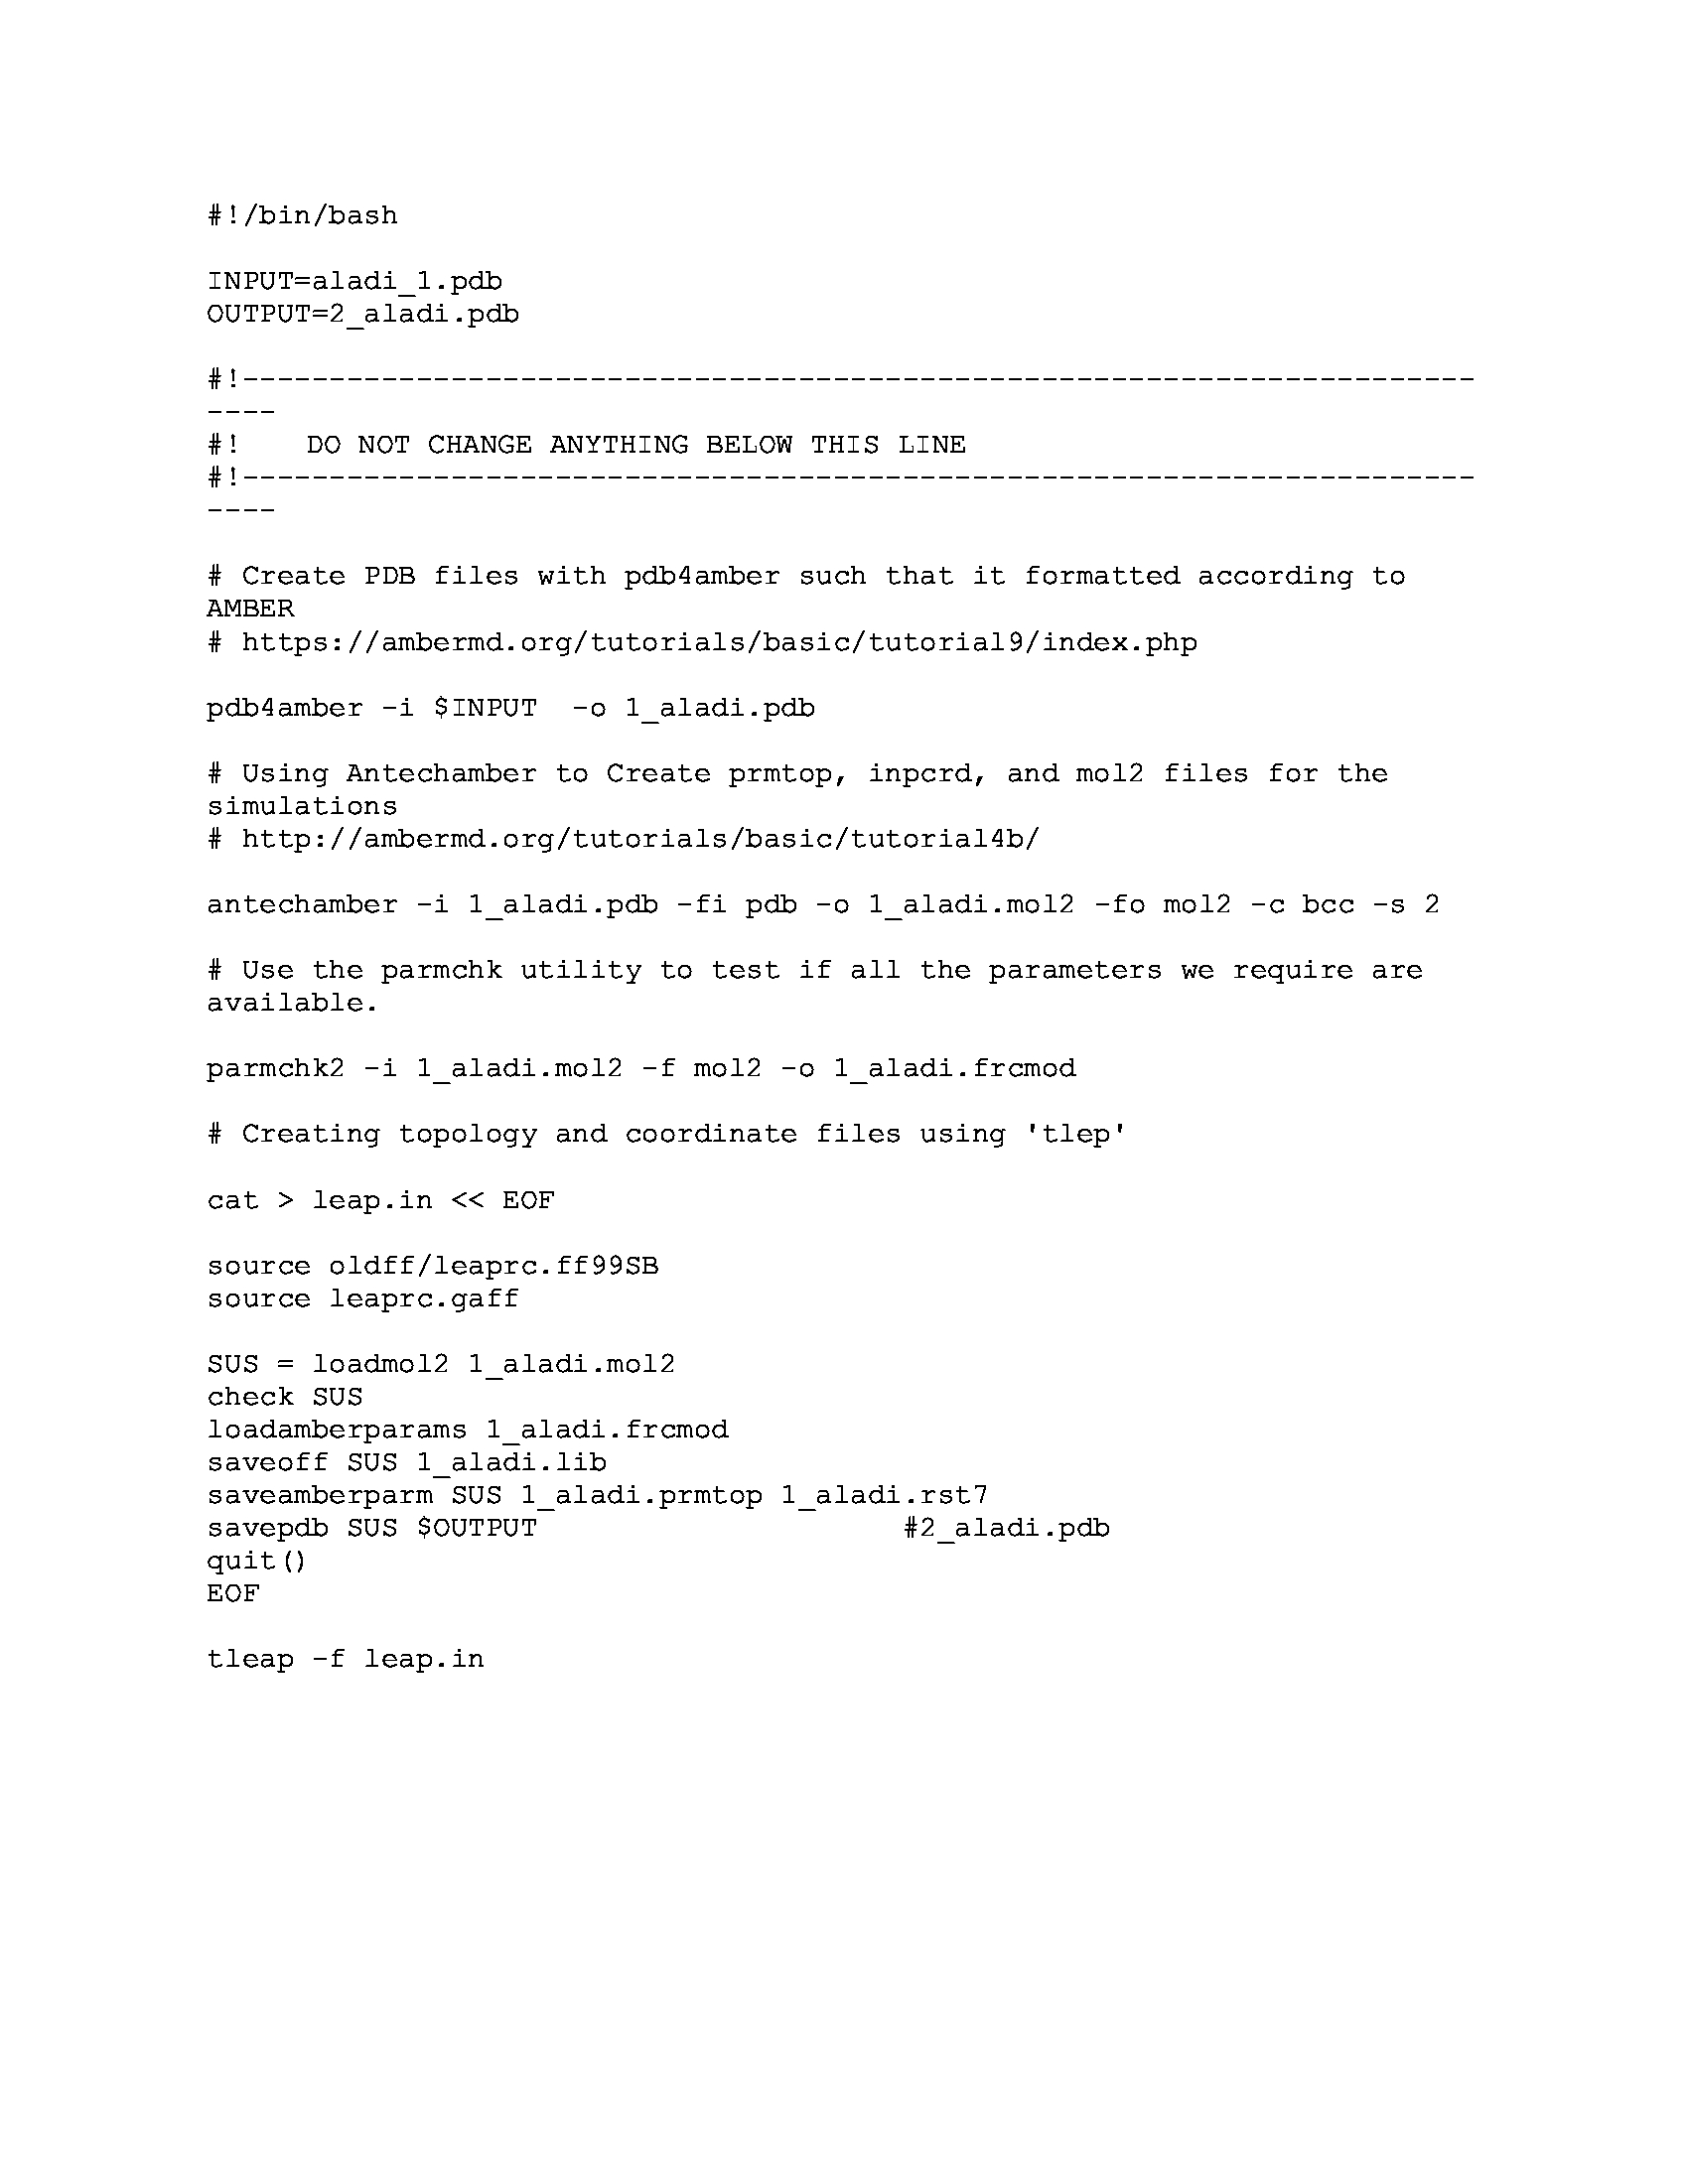 #!/bin/bash
INPUT=aladi_1.pdb
OUTPUT=2_aladi.pdb
#!-----------------------------------------------------------------------
----
#!    DO NOT CHANGE ANYTHING BELOW THIS LINE
#!-----------------------------------------------------------------------
----
# Create PDB files with pdb4amber such that it formatted according to
AMBER
# https://ambermd.org/tutorials/basic/tutorial9/index.php
pdb4amber -i $INPUT  -o 1_aladi.pdb
# Using Antechamber to Create prmtop, inpcrd, and mol2 files for the
simulations
# http://ambermd.org/tutorials/basic/tutorial4b/
antechamber -i 1_aladi.pdb -fi pdb -o 1_aladi.mol2 -fo mol2 -c bcc -s 2
# Use the parmchk utility to test if all the parameters we require are
available.
parmchk2 -i 1_aladi.mol2 -f mol2 -o 1_aladi.frcmod
# Creating topology and coordinate files using 'tlep'
cat > leap.in << EOF
source oldff/leaprc.ff99SB
source leaprc.gaff
SUS = loadmol2 1_aladi.mol2
check SUS
loadamberparams 1_aladi.frcmod
saveoff SUS 1_aladi.lib
saveamberparm SUS 1_aladi.prmtop 1_aladi.rst7
savepdb SUS $OUTPUT                     #2_aladi.pdb
quit()
EOF
tleap -f leap.in